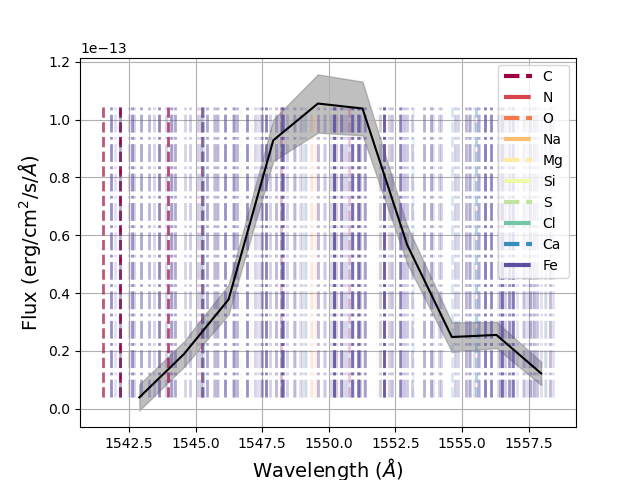 1e−13
1.2
1.0
0.8
0.6
0.4
0.2
0.0
Flux (erg/cm²/s/Å)
1542.5 1545.0 1547.5 1550.0 1552.5 1555.0 1557.5
Wavelength (Å)
C
N
O
Na
Mg
Si
S
Cl
Ca
Fe